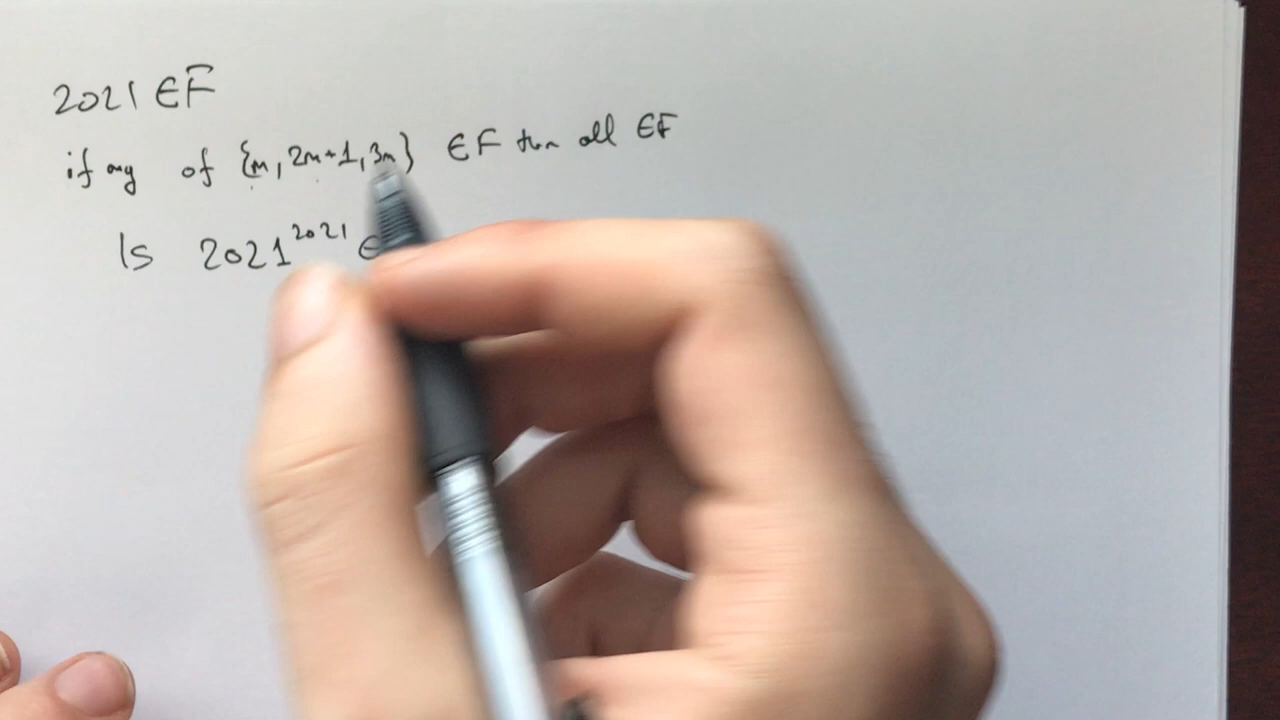 2021 ∈ F
if any of {m, 2m+1, 3m} ∈ F then all ∈ F
Is 2021^2021 ∈